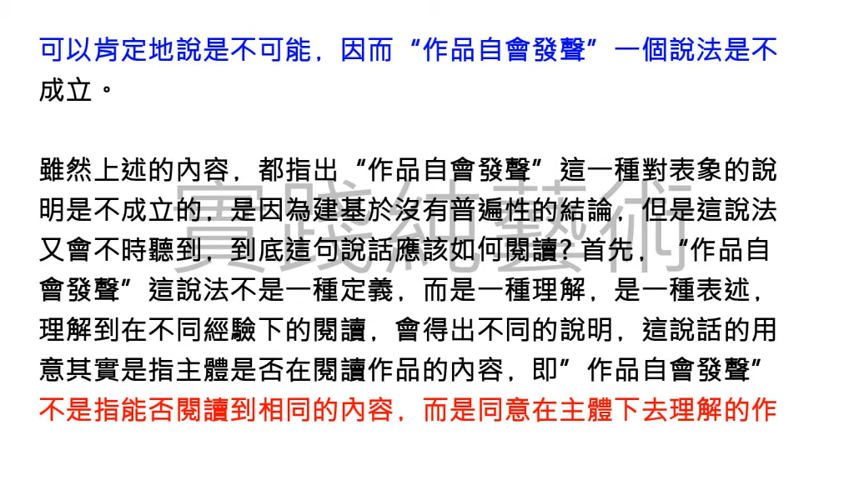 可以肯定地說是不可能，因而“作品自會發聲”一個說法是不
成立。
雖然上述的內容，都指出“作品自會發聲”這一種對表象的說
明是不成立的，是因為建基於沒有普遍性的結論，但是這說法
又會不時聽到，到底這句說話應該如何閱讀？首先，“作品自
會發聲”這說法不是一種定義，而是一種理解，是一種表述，
理解到在不同經驗下的閱讀，會得出不同的說明，這說話的用
意其實是指主體是否在閱讀作品的內容，即”作品自會發聲”
不是指能否閱讀到相同的內容，而是同意在主體下去理解的作
實踐純藝術